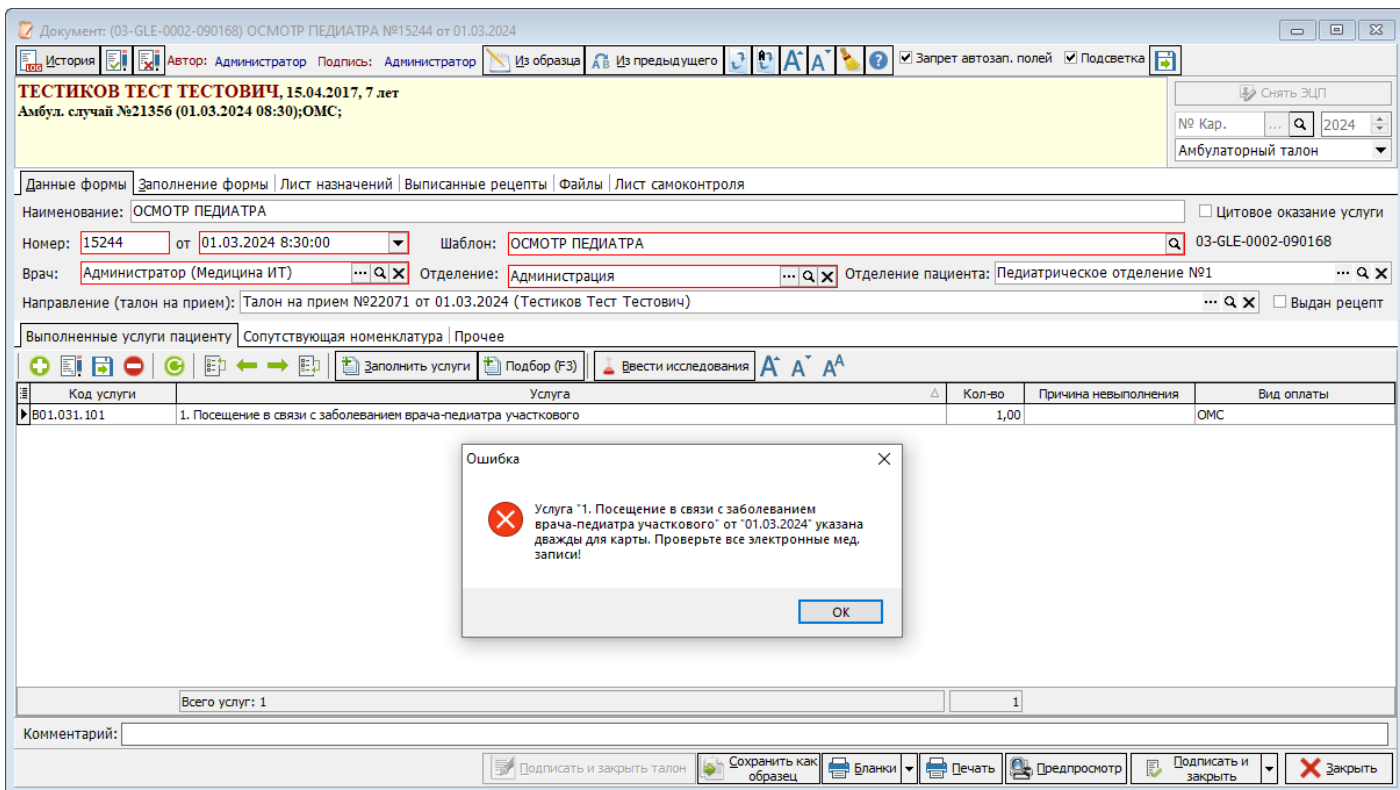 Документ: (03-GLE-0002-090168) ОСМОТР ПЕДИАТРА №15244 от 01.03.2024
LOG История Автор: Администратор Подпись: Администратор Из образца Из предыдущего Запрет автозап. полей Подсветка
ТЕСТИКОВ ТЕСТ ТЕСТОВИЧ, 15.04.2017, 7 лет
Амбул. случай №21356 (01.03.2024 08:30);ОМС;
Снять ЭЦП
№ Кар. ... 2024
Амбулаторный талон
Данные формы Заполнение формы Лист назначений Выписанные рецепты Файлы Лист самоконтроля
Наименование: ОСМОТР ПЕДИАТРА Цитовое оказание услуги
Номер: 15244 от 01.03.2024 8:30:00 Шаблон: ОСМОТР ПЕДИАТРА 03-GLE-0002-090168
Врач: Администратор (Медицина ИТ) ... Отделение: Администрация ... Отделение пациента: Педиатрическое отделение №1 ...
Направление (талон на прием): Талон на прием №22071 от 01.03.2024 (Тестиков Тест Тестович) ... Выдан рецепт
Выполненные услуги пациенту Сопутствующая номенклатура Прочее
Заполнить услуги Подбор (F3) Ввести исследования
Код услуги Услуга Кол-во Причина невыполнения Вид оплаты
B01.031.101 1. Посещение в связи с заболеванием врача-педиатра участкового 1,00 ОМС
Ошибка
Услуга "1. Посещение в связи с заболеванием
врача-педиатра участкового" от "01.03.2024" указана
дважды для карты. Проверьте все электронные мед.
записи!
ОК
Всего услуг: 1 1
Комментарий:
Подписать и закрыть талон Сохранить как образец Бланки Печать Предпросмотр Подписать и закрыть Закрыть